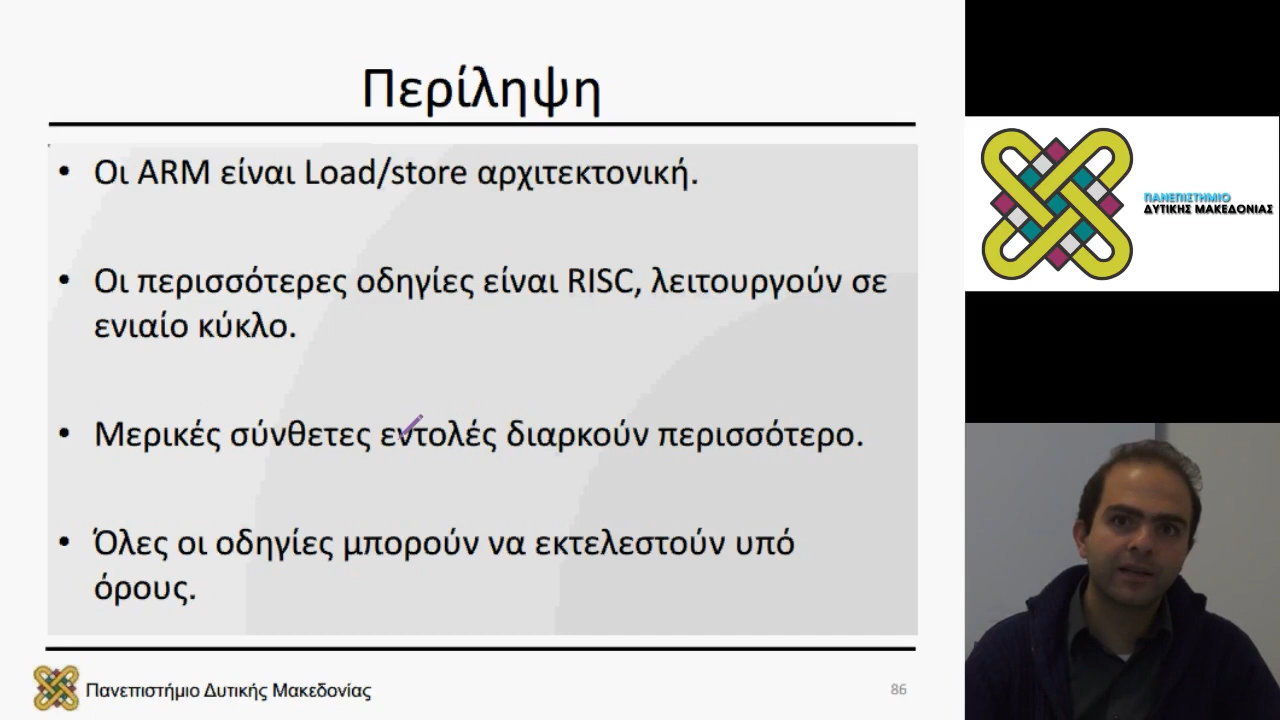 Περίληψη
• Οι ARM είναι Load/store αρχιτεκτονική.
• Οι περισσότερες οδηγίες είναι RISC, λειτουργούν σε
ενιαίο κύκλο.
• Μερικές σύνθετες εντολές διαρκούν περισσότερο.
• Όλες οι οδηγίες μπορούν να εκτελεστούν υπό
όρους.
Πανεπιστήμιο Δυτικής Μακεδονίας
86
ΠΑΝΕΠΙΣΤΗΜΙΟ
ΔΥΤΙΚΗΣ ΜΑΚΕΔΟΝΙΑΣ